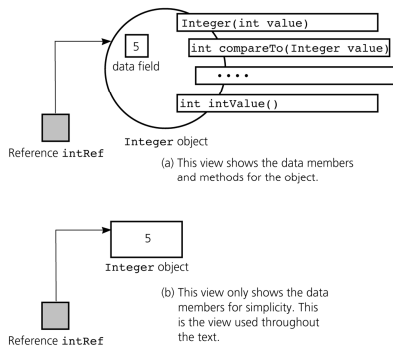 Integer(int value)
5
int compareTo(Integer value)
data field
• • • •
int intValue()
Integer object
Reference intRef
(a) This view shows the data members
and methods for the object.
5
Integer object
(b) This view only shows the data
members for simplicity. This
is the view used throughout
the text.
Reference intRef